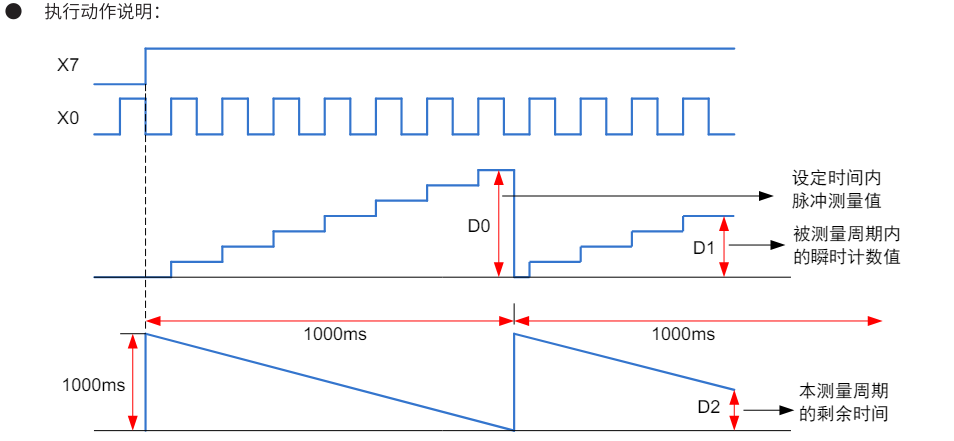 ● 执行动作说明：
X7
X0
设定时间内
脉冲测量值
D0
被测量周期内
的瞬时计数值
D1
1000ms
1000ms
1000ms
本测量周期
的剩余时间
D2